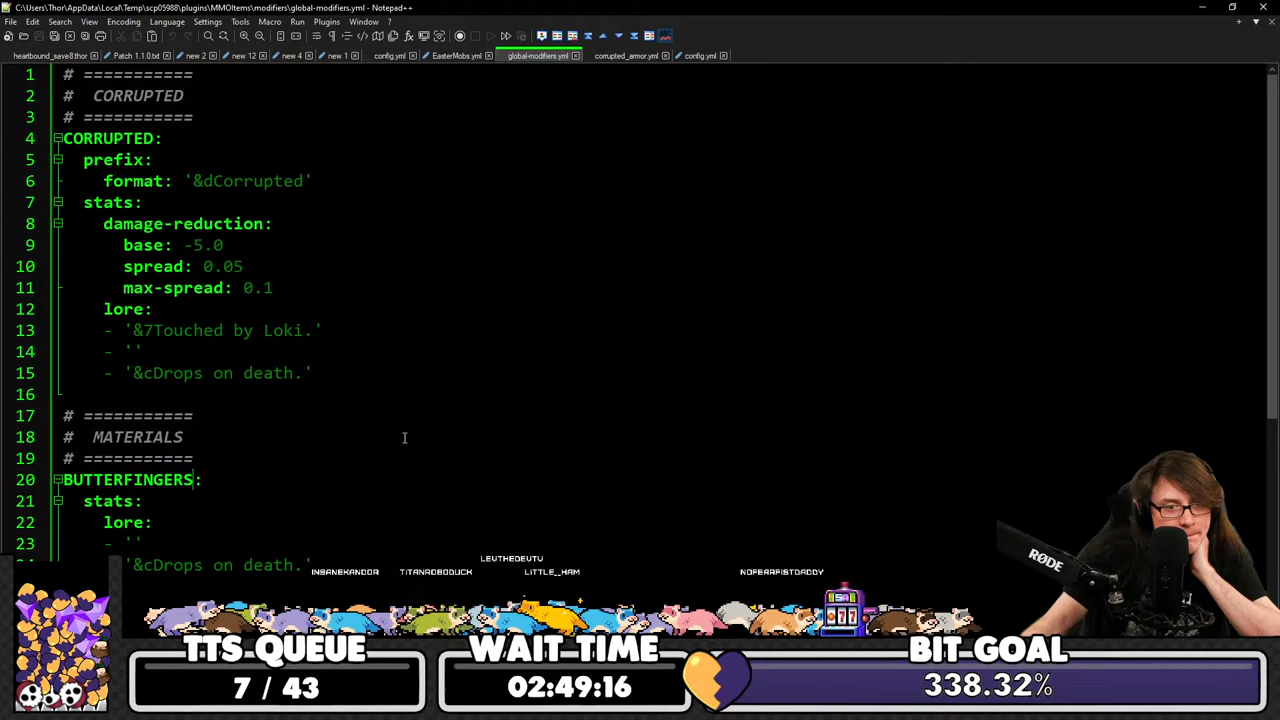 C:\Users\Thor\AppData\Local\Temp\scp05988\plugins\MMOItems\modifiers\global-modifiers.yml - Notepad++
File Edit Search View Encoding Language Settings Tools Macro Run Plugins Window ?
heartbound_save8.thor Patch 1.1.0.txt new 2 new 12 new 4 new 1 config.yml EasterMobs.yml global-modifiers.yml corrupted_armor.yml config.yml
1 # ===========
2 # CORRUPTED
3 # ===========
4 CORRUPTED:
5 prefix:
6 format: '&dCorrupted'
7 stats:
8 damage-reduction:
9 base: -5.0
10 spread: 0.05
11 max-spread: 0.1
12 lore:
13 - '&7Touched by Loki.'
14 - ''
15 - '&cDrops on death.'
16
17 # ===========
18 # MATERIALS
19 # ===========
20 BUTTERFINGERS:
21 stats:
22 lore:
23 - ''
- '&cDrops on death.'
RØDE
LEVTHEDEVTV
INSANEKANDOR TITANROBODUCK LITTLE__HAM NOFEARFISTDADDY
777
TTS QUEUE
7 / 43
WAIT TIME
02:49:16
BIT GOAL
338.32%